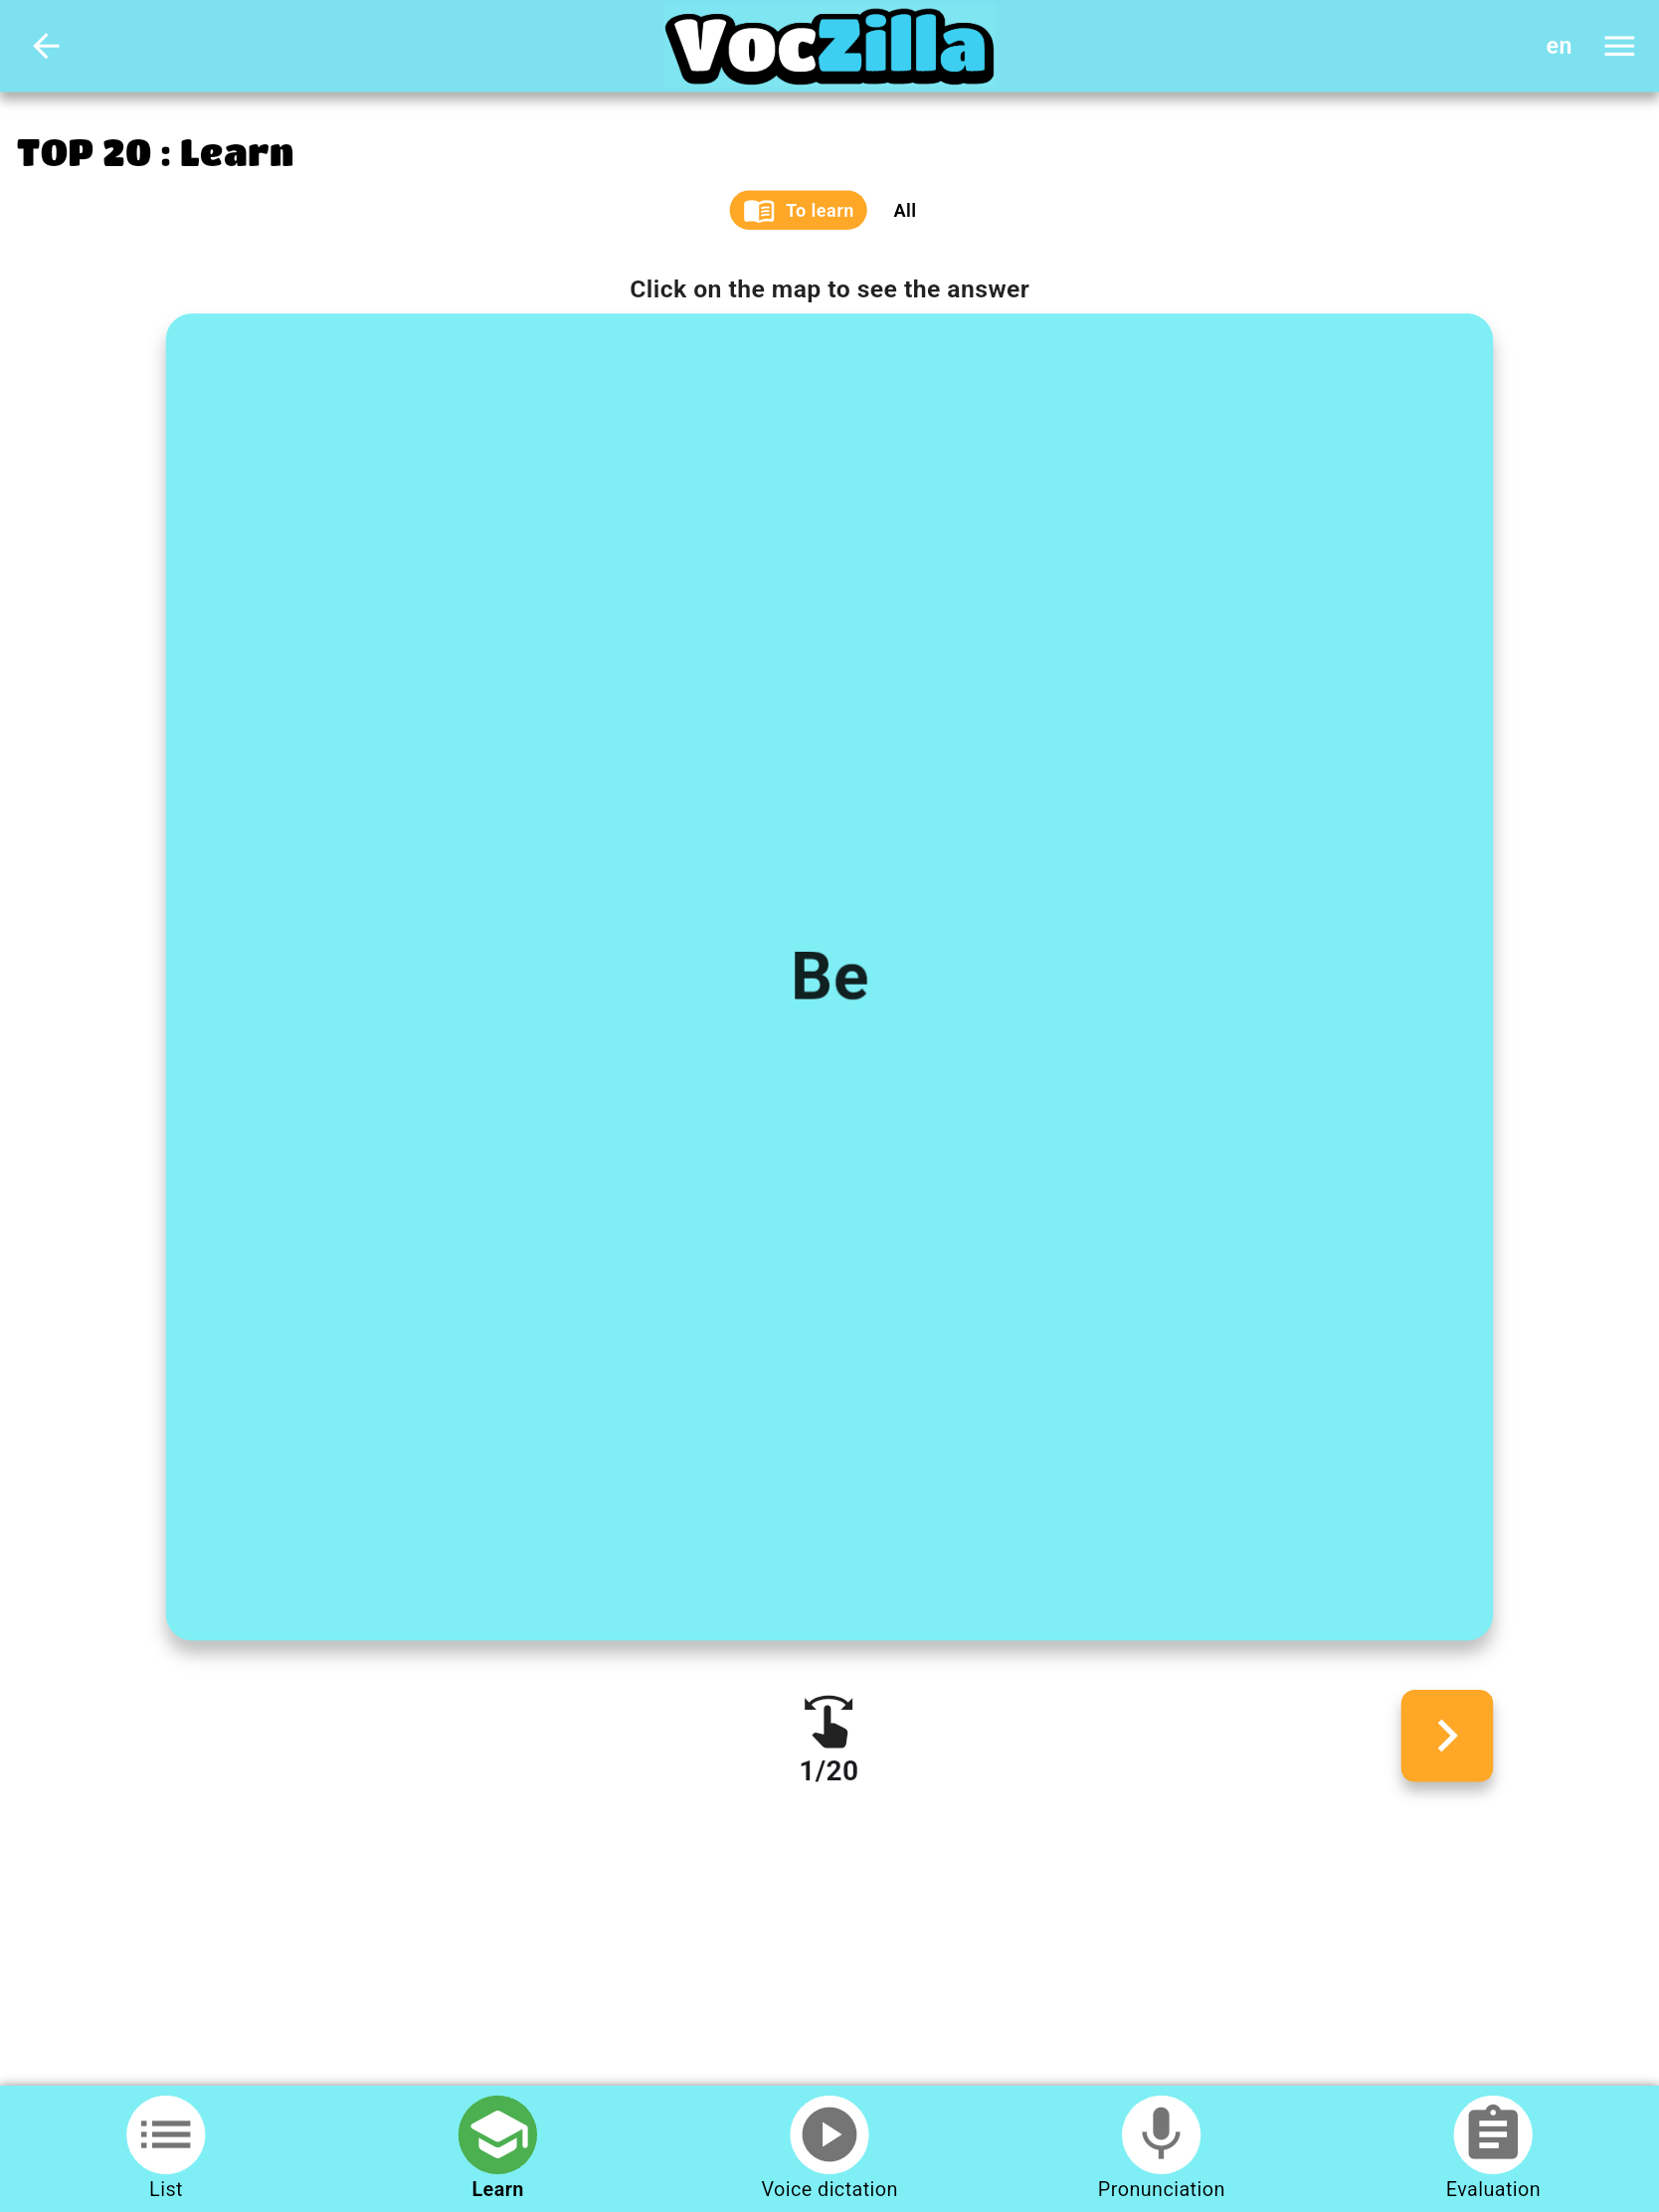 VocZilla
en
TOP 20 : Learn
To learn
All
Click on the map to see the answer
Be
1/20
List
Learn
Voice dictation
Pronunciation
Evaluation